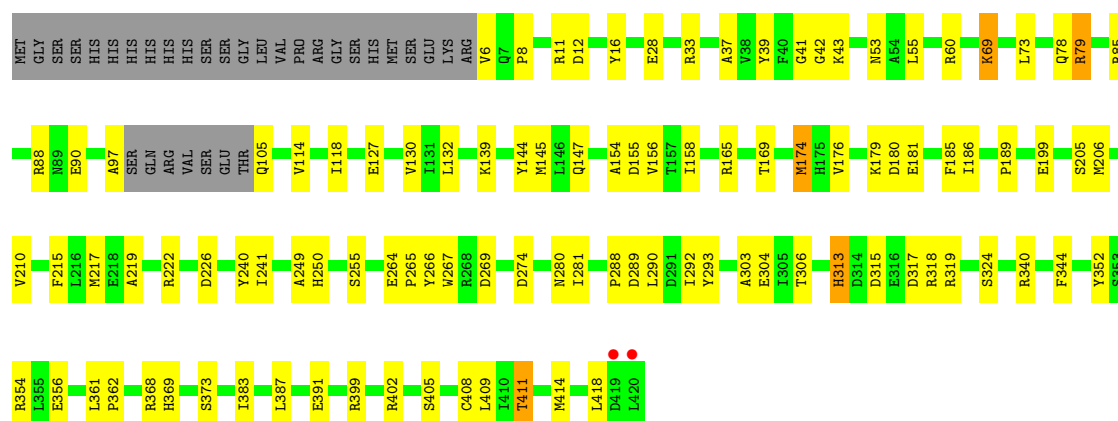 MET GLY SER SER HIS HIS HIS HIS HIS HIS SER SER GLY LEU VAL PRO ARG GLY SER HIS MET SER GLU LYS ARG V6 Q7 P8 R11 D12 Y16 E28 R33 A37 V38 Y39 F40 G41 G42 K43 N53 A54 L55 R60 K69 L73 Q78 R79 R85
R88 N89 E90 A97 SER GLN ARG VAL SER GLU THR Q105 V114 I118 E127 V130 I131 L132 K139 Y144 M145 L146 Q147 A154 D155 V156 T157 I158 R165 T169 M174 H175 V176 K179 D180 E181 F185 I186 P189 E199 S205 M206
V210 F215 L216 M217 E218 A219 R222 D226 Y240 I241 A249 H250 S255 E264 P265 Y266 W267 R268 D269 D274 N280 I281 P288 D289 L290 D291 I292 Y293 A303 E304 I305 T306 H313 D314 D315 E316 D317 R318 R319 S324 R340 F344 Y352 S353
R354 L355 E356 L361 P362 R368 H369 S373 I383 L387 E391 R399 R402 S405 C408 L409 I410 T411 M414 L418 D419 L420